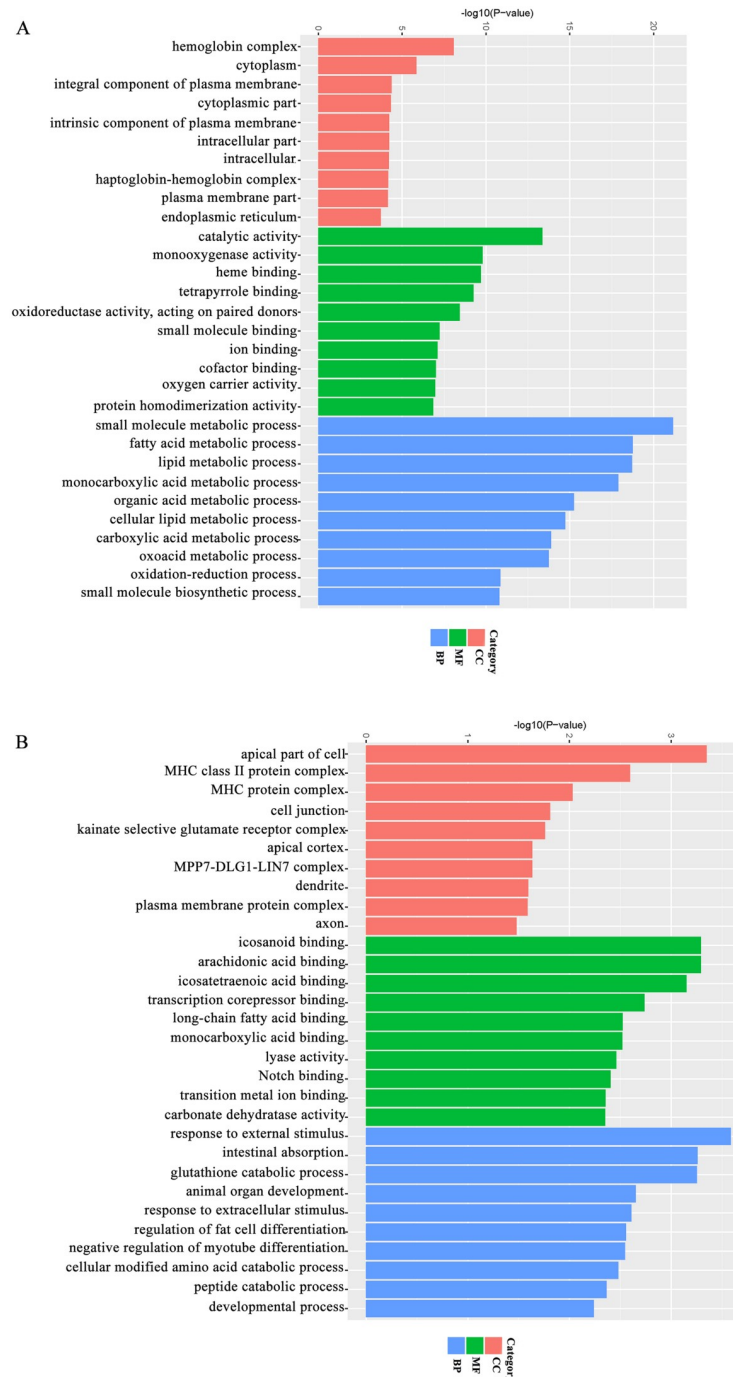 A
-log10(P-value)
0 5 10 15 20
hemoglobin complex
cytoplasm
integral component of plasma membrane
cytoplasmic part
intrinsic component of plasma membrane
intracellular part
intracellular
haptoglobin-hemoglobin complex
plasma membrane part
endoplasmic reticulum
catalytic activity
monooxygenase activity
heme binding
tetrapyrrole binding
oxidoreductase activity, acting on paired donors
small molecule binding
ion binding
cofactor binding
oxygen carrier activity
protein homodimerization activity
small molecule metabolic process
fatty acid metabolic process
lipid metabolic process
monocarboxylic acid metabolic process
organic acid metabolic process
cellular lipid metabolic process
carboxylic acid metabolic process
oxoacid metabolic process
oxidation-reduction process
small molecule biosynthetic process
Category
CC
MF
BP
B
-log10(P-value)
0 1 2 3
apical part of cell
MHC class II protein complex
MHC protein complex
cell junction
kainate selective glutamate receptor complex
apical cortex
MPP7-DLG1-LIN7 complex
dendrite
plasma membrane protein complex
axon
icosanoid binding
arachidonic acid binding
icosatetraenoic acid binding
transcription corepressor binding
long-chain fatty acid binding
monocarboxylic acid binding
lyase activity
Notch binding
transition metal ion binding
carbonate dehydratase activity
response to external stimulus
intestinal absorption
glutathione catabolic process
animal organ development
response to extracellular stimulus
regulation of fat cell differentiation
negative regulation of myotube differentiation
cellular modified amino acid catabolic process
peptide catabolic process
developmental process
Categor
CC
MF
BP